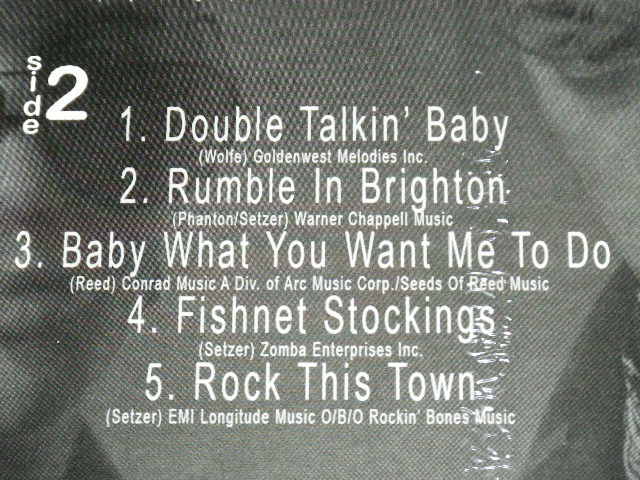 side 2
1. Double Talkin' Baby
(Wolfe) Goldenwest Melodies Inc.
2. Rumble In Brighton
(Phanton/Setzer) Warner Chappell Music
3. Baby What You Want Me To Do
(Reed) Conrad Music A Div. of Arc Music Corp./Seeds Of Reed Music
4. Fishnet Stockings
(Setzer) Zomba Enterprises Inc.
5. Rock This Town
(Setzer) EMI Longitude Music O/B/O Rockin' Bones Music